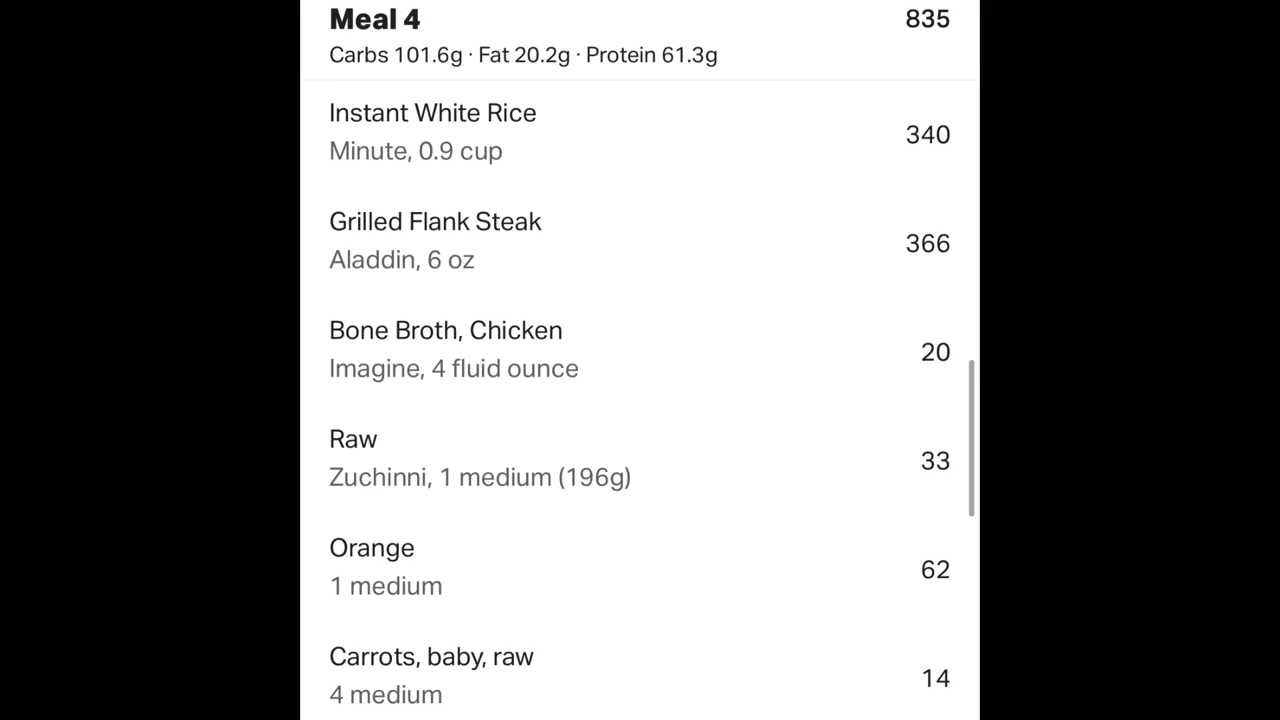 Meal 4 835
Carbs 101.6g · Fat 20.2g · Protein 61.3g
Instant White Rice
Minute, 0.9 cup
340
Grilled Flank Steak
Aladdin, 6 oz
366
Bone Broth, Chicken
Imagine, 4 fluid ounce
20
Raw
Zuchinni, 1 medium (196g)
33
Orange
1 medium
62
Carrots, baby, raw
4 medium
14